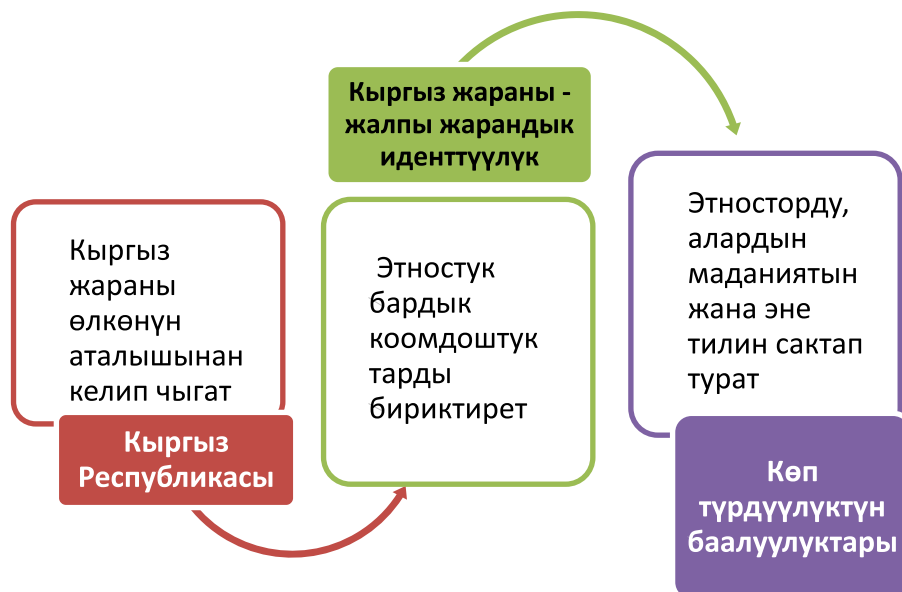 Кыргыз
жараны
өлкөнүн
аталышынан
келип чыгат
Кыргыз
Республикасы
Кыргыз жараны -
жалпы жарандык
иденттүүлүк
Этностук
бардык
коомдоштук
тарды
бириктирет
Этносторду,
алардын
маданиятын
жана эне
тилин сактап
турат
Көп
түрдүүлүктүн
баалуулуктары